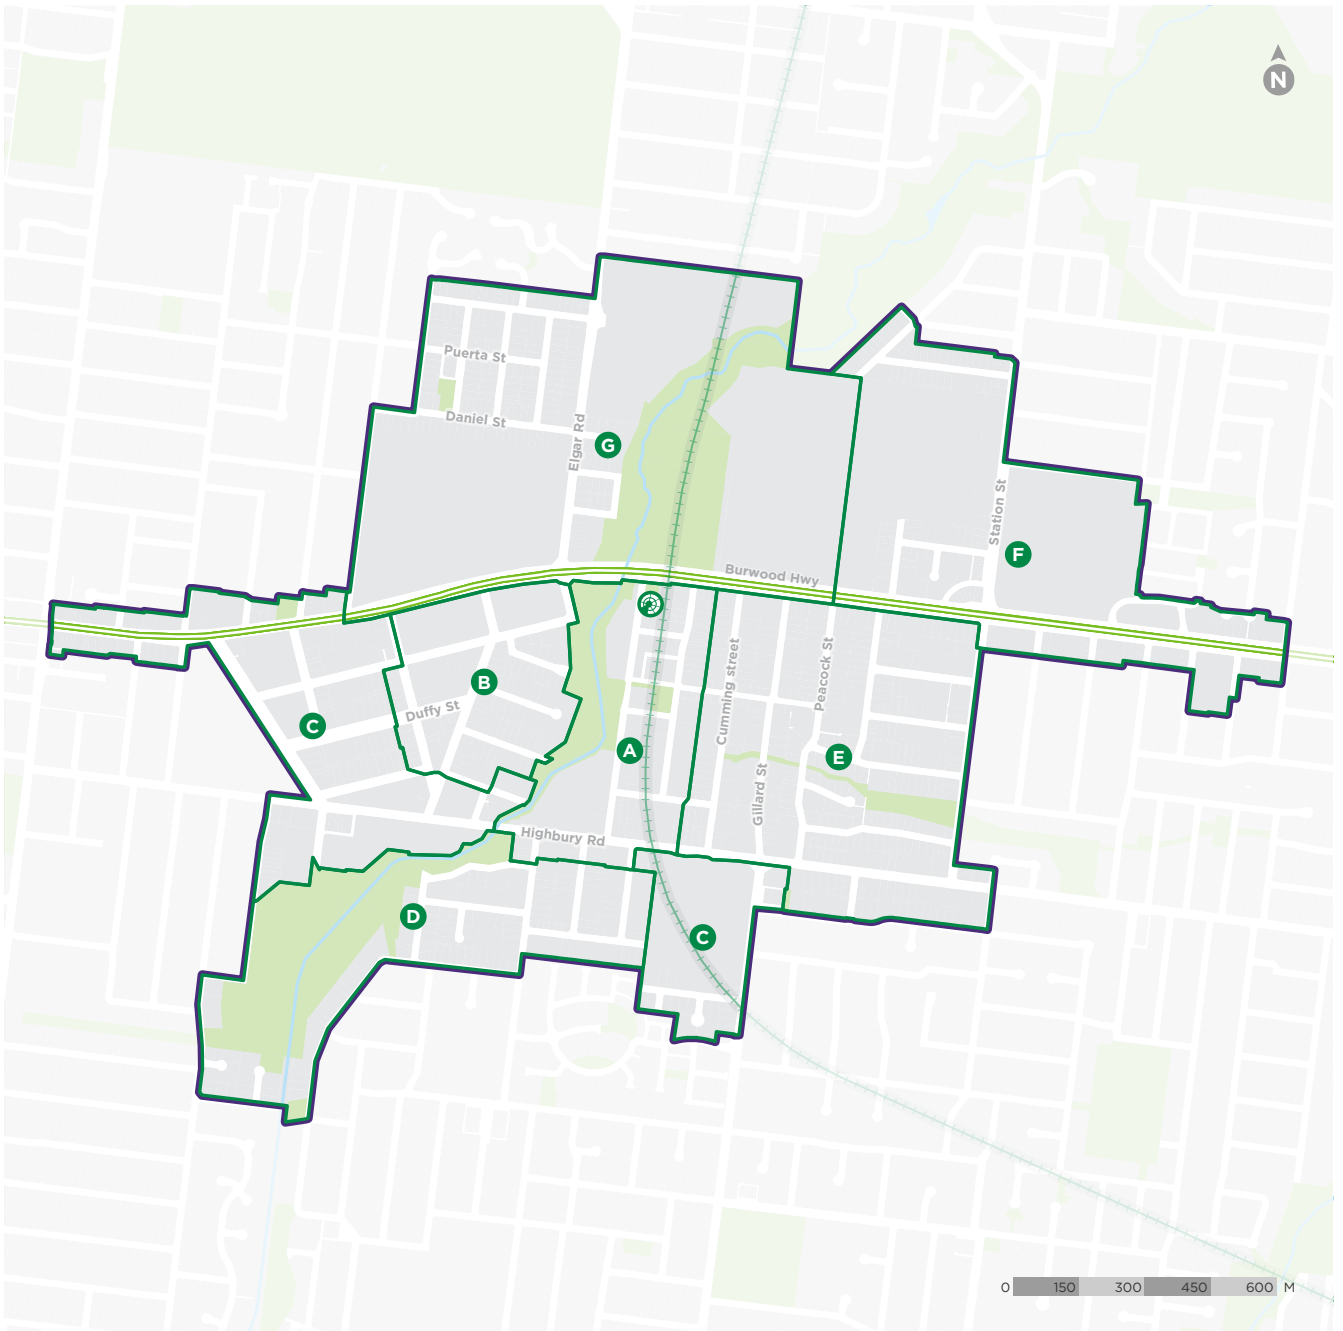 N
Puerta St
Daniel St
Elgar Rd
G
Station St
F
Burwood Hwy
B
Duffy St
C
Cumming street
Peacock St
A
E
Gillard St
Highbury Rd
D
C
0 150 300 450 600 M